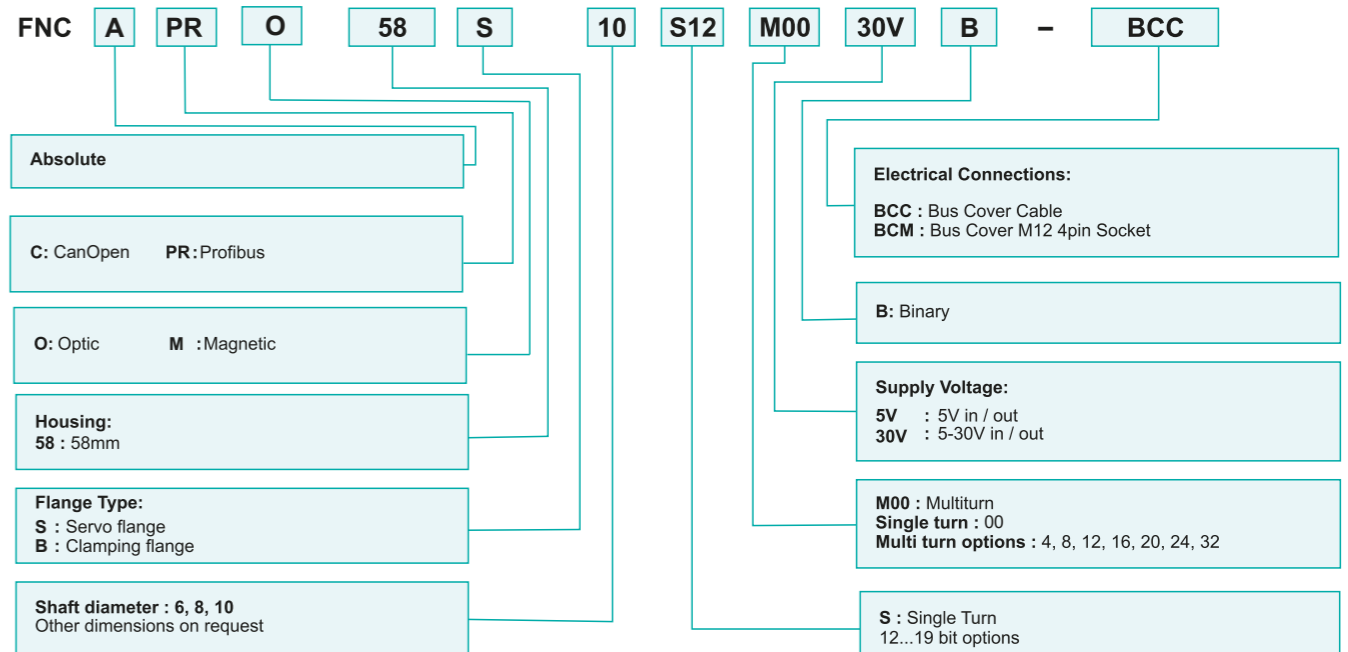 FNC A PR O 58 S 10 S12 M00 30V B – BCC
Absolute
C: CanOpen PR: Profibus
O: Optic M : Magnetic
Housing:
58 : 58mm
Flange Type:
S : Servo flange
B : Clamping flange
Shaft diameter : 6, 8, 10
Other dimensions on request
Electrical Connections:
BCC : Bus Cover Cable
BCM : Bus Cover M12 4pin Socket
B: Binary
Supply Voltage:
5V : 5V in / out
30V : 5-30V in / out
M00 : Multiturn
Single turn : 00
Multi turn options : 4, 8, 12, 16, 20, 24, 32
S : Single Turn
12...19 bit options